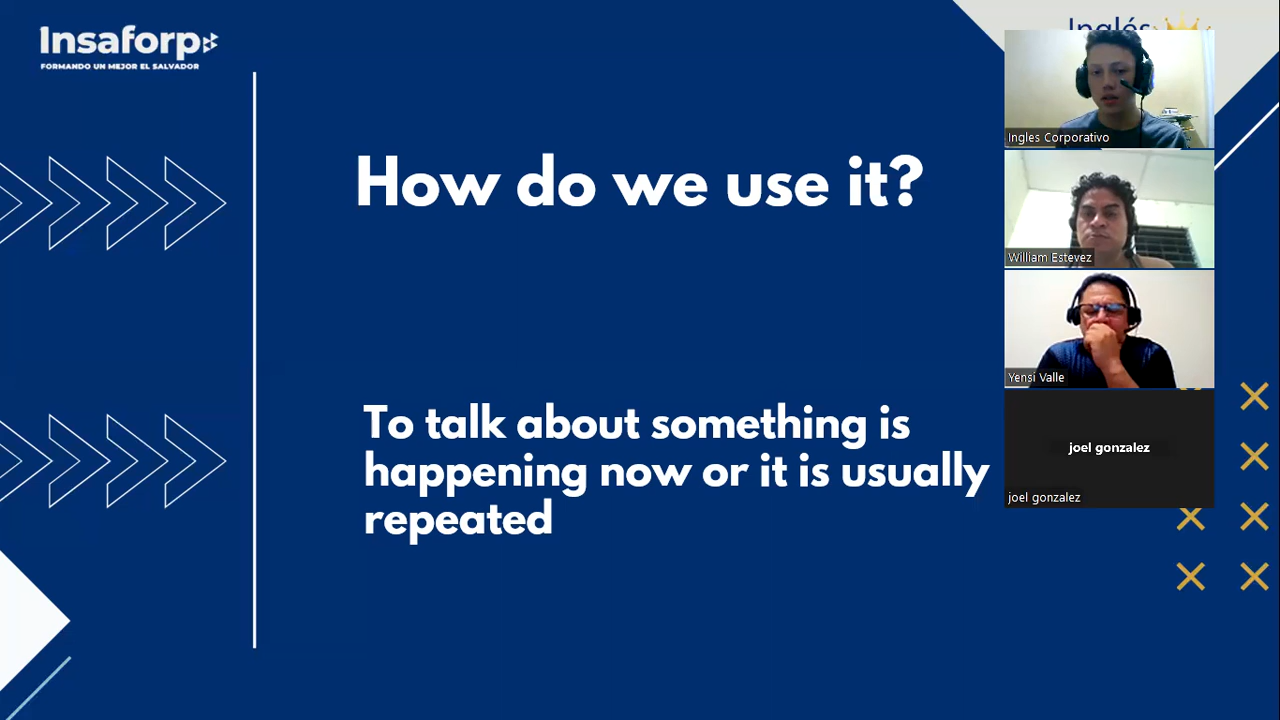 Insaforp
FORMANDO UN MEJOR EL SALVADOR
Inglés
How do we use it?
To talk about something is
happening now or it is usually
repeated
Ingles Corporativo
William Estevez
Yensi Valle
joel gonzalez
joel gonzalez